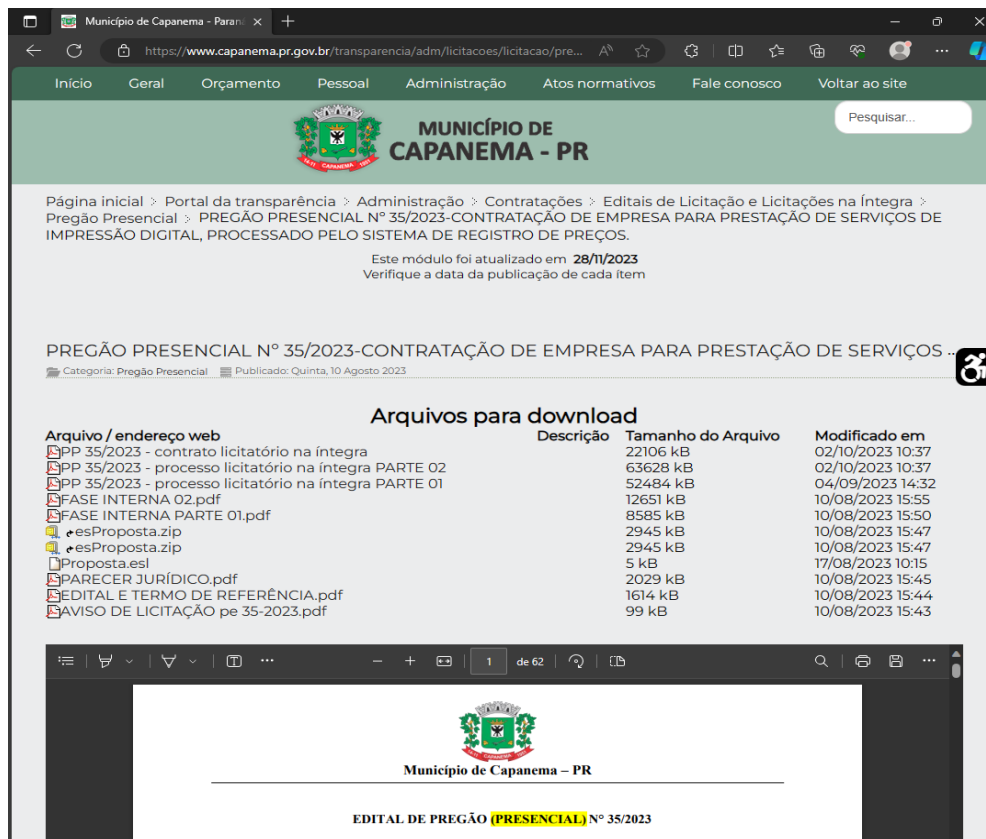 Município de Capanema - Paran
https://www.capanema.pr.gov.br/transparencia/adm/licitacoes/licitacao/pre...
Início Geral Orçamento Pessoal Administração Atos normativos Fale conosco Voltar ao site
MUNICÍPIO DE
CAPANEMA - PR
Pesquisar...
Página inicial > Portal da transparência > Administração > Contratações > Editais de Licitação e Licitações na Íntegra >
Pregão Presencial > PREGÃO PRESENCIAL Nº 35/2023-CONTRATAÇÃO DE EMPRESA PARA PRESTAÇÃO DE SERVIÇOS DE
IMPRESSÃO DIGITAL, PROCESSADO PELO SISTEMA DE REGISTRO DE PREÇOS.
Este módulo foi atualizado em 28/11/2023
Verifique a data da publicação de cada ítem
PREGÃO PRESENCIAL Nº 35/2023-CONTRATAÇÃO DE EMPRESA PARA PRESTAÇÃO DE SERVIÇOS ...
Categoria: Pregão Presencial Publicado: Quinta, 10 Agosto 2023
Arquivos para download
Arquivo / endereço web Descrição Tamanho do Arquivo Modificado em
PP 35/2023 - contrato licitatório na íntegra 22106 kB 02/10/2023 10:37
PP 35/2023 - processo licitatório na íntegra PARTE 02 63628 kB 02/10/2023 10:37
PP 35/2023 - processo licitatório na íntegra PARTE 01 52484 kB 04/09/2023 14:32
FASE INTERNA 02.pdf 12651 kB 10/08/2023 15:55
FASE INTERNA PARTE 01.pdf 8585 kB 10/08/2023 15:50
esProposta.zip 2945 kB 10/08/2023 15:47
esProposta.zip 2945 kB 10/08/2023 15:47
Proposta.esl 5 kB 17/08/2023 10:15
PARECER JURÍDICO.pdf 2029 kB 10/08/2023 15:45
EDITAL E TERMO DE REFERÊNCIA.pdf 1614 kB 10/08/2023 15:44
AVISO DE LICITAÇÃO pe 35-2023.pdf 99 kB 10/08/2023 15:43
1 de 62
Município de Capanema – PR
EDITAL DE PREGÃO (PRESENCIAL) N° 35/2023